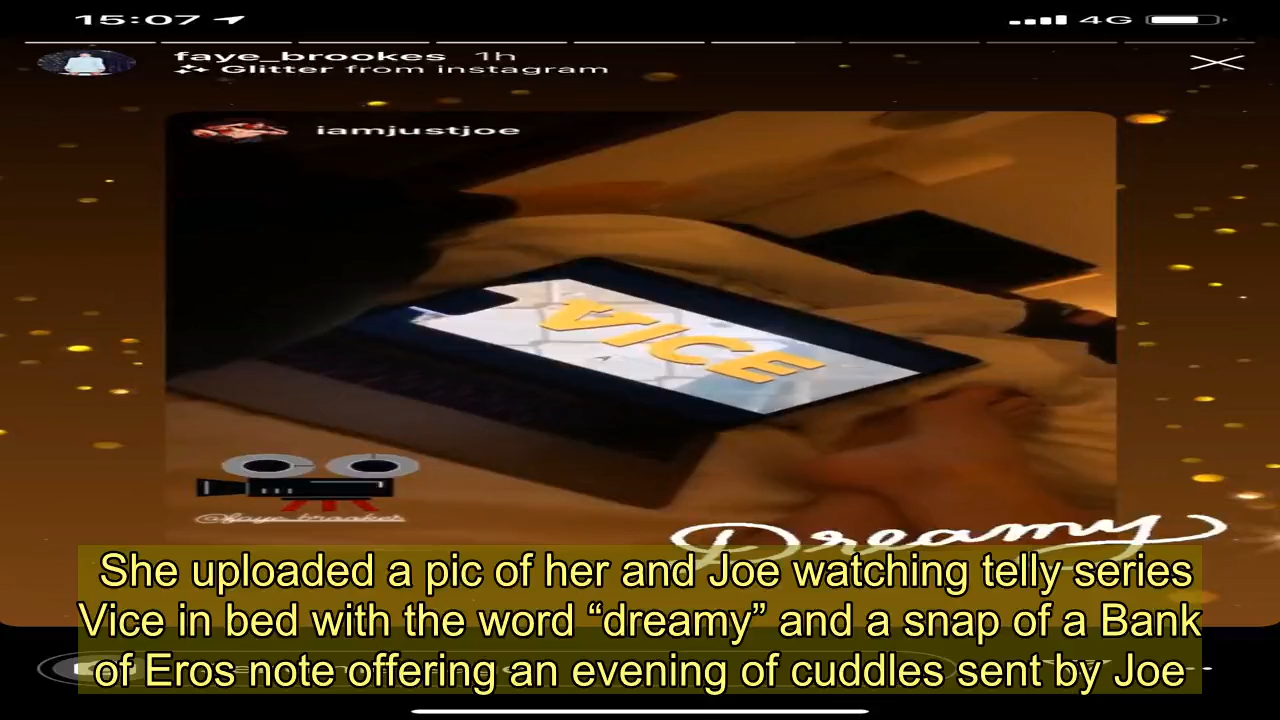 15:07
4G
faye_brookes 1h
Glitter from instagram
iamjustjoe
VICE
@faye_brookes
Dreamy
She uploaded a pic of her and Joe watching telly series
Vice in bed with the word “dreamy” and a snap of a Bank
of Eros note offering an evening of cuddles sent by Joe